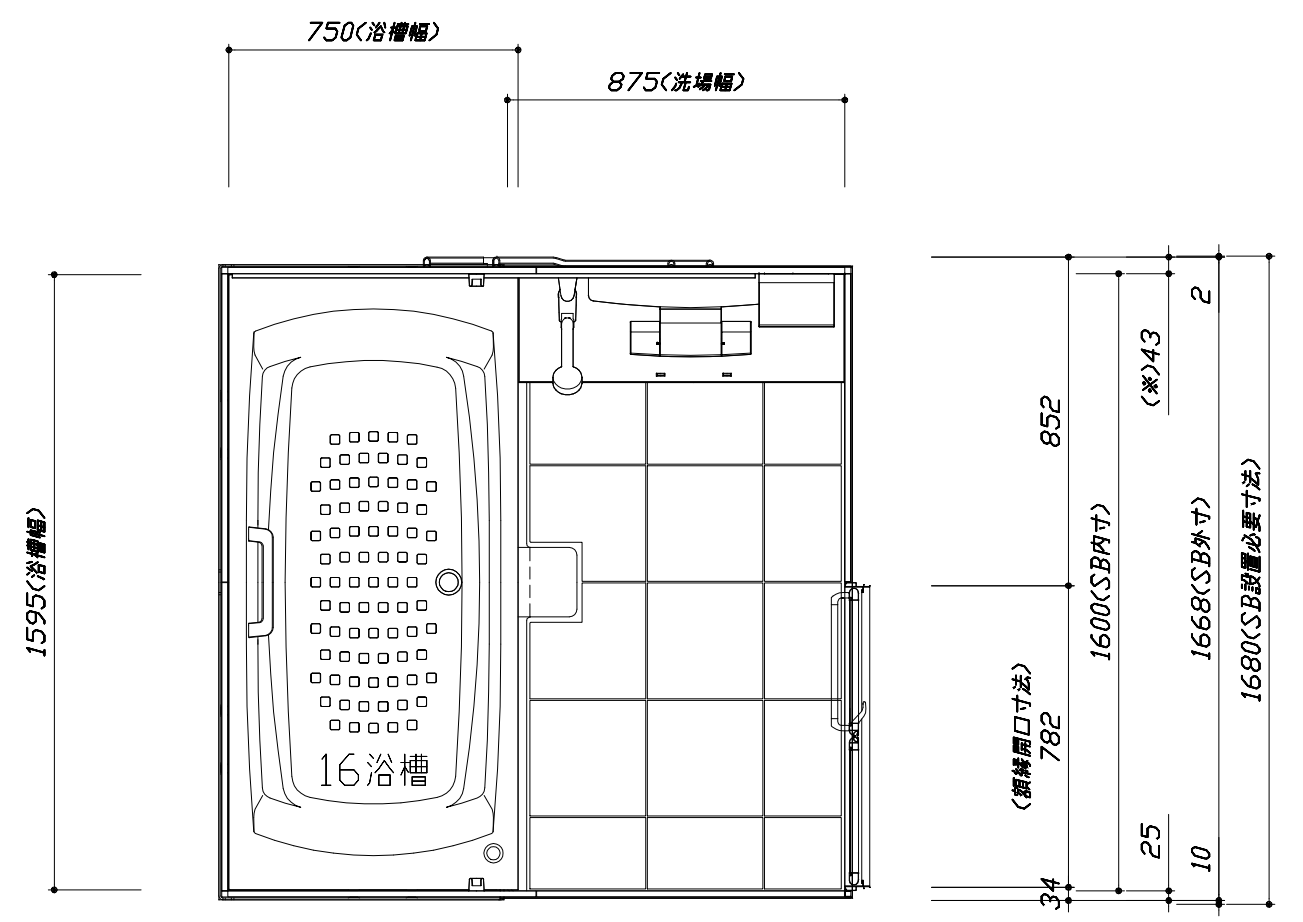 750(浴槽幅)
875(洗場幅)
1595(浴槽幅)
16浴槽
(額縁開口寸法)
852
782
34
1600(SB内寸)
(※)43
25
2
1668(SB外寸)
10
1680(SB設置必要寸法)